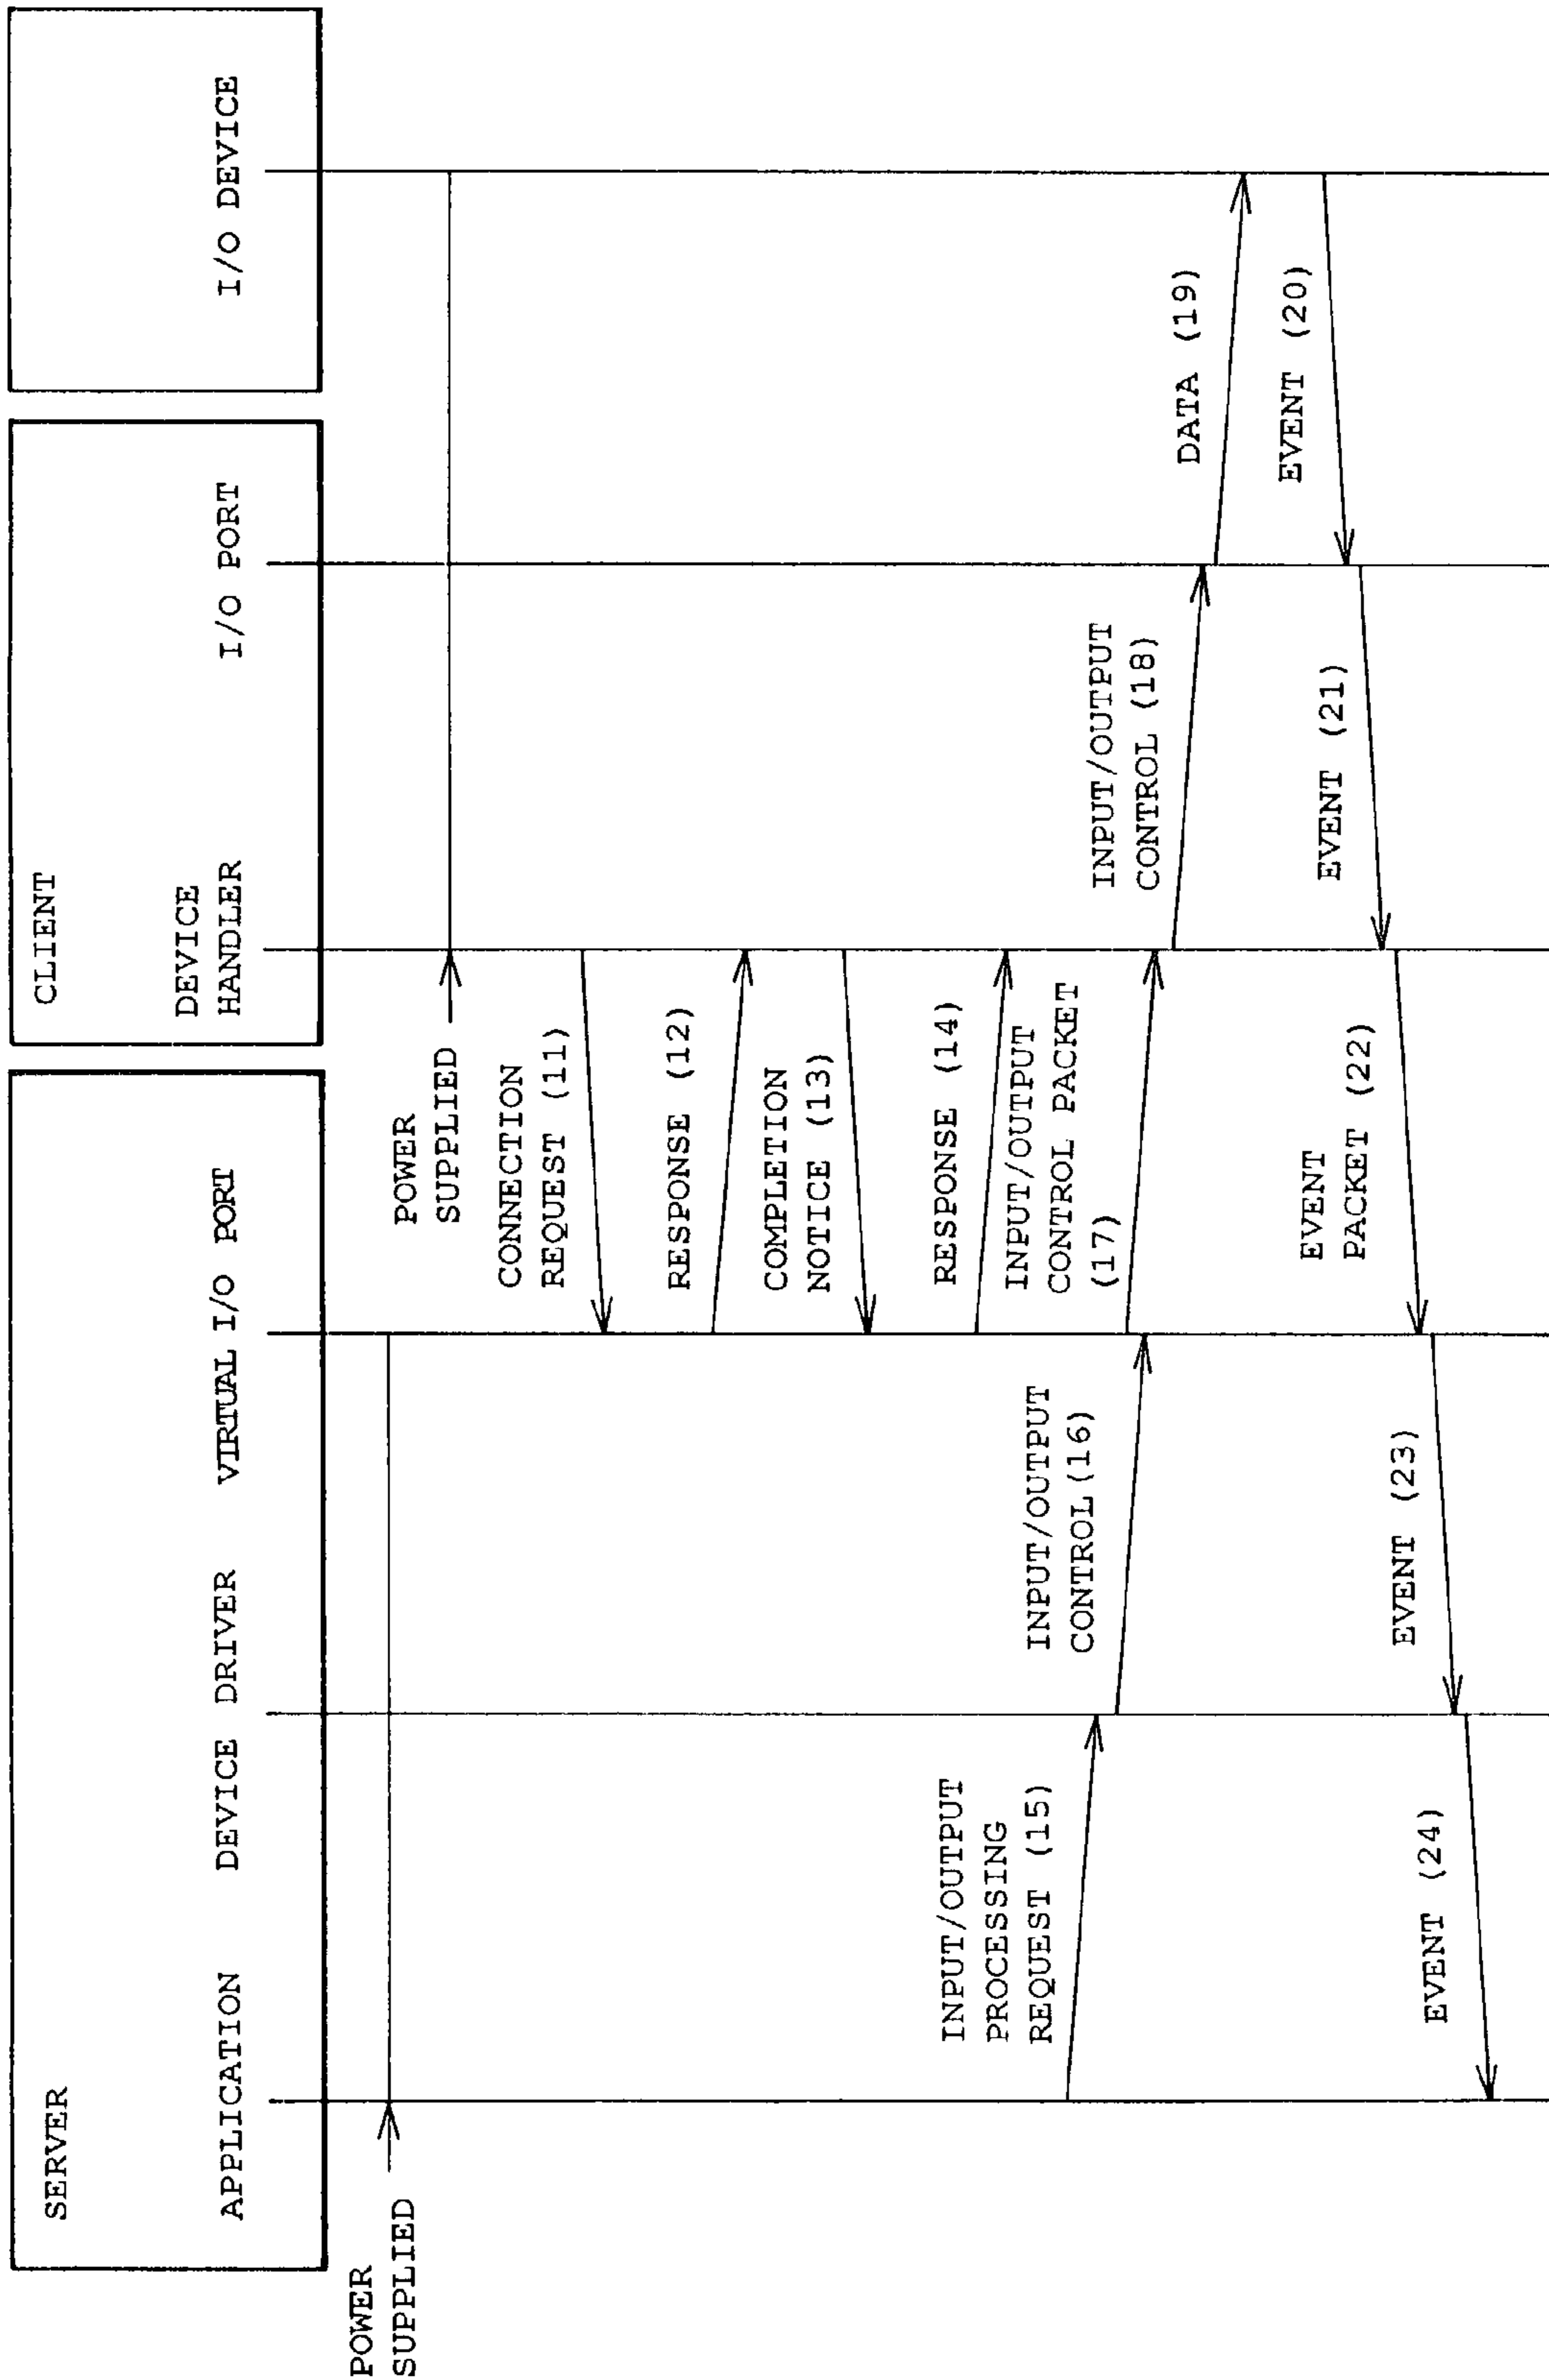 SERVER
APPLICATION
DEVICE DRIVER
VIRTUAL I/O PORT
CLIENT
DEVICE
HANDLER
I/O PORT
I/O DEVICE
POWER
SUPPLIED
POWER
SUPPLIED
CONNECTION
REQUEST (11)
RESPONSE (12)
COMPLETION
NOTICE (13)
RESPONSE (14)
INPUT/OUTPUT
PROCESSING
REQUEST (15)
INPUT/OUTPUT
CONTROL(16)
INPUT/OUTPUT
CONTROL PACKET
(17)
INPUT/OUTPUT
CONTROL (18)
DATA (19)
EVENT (20)
EVENT (21)
EVENT
PACKET (22)
EVENT (23)
EVENT (24)